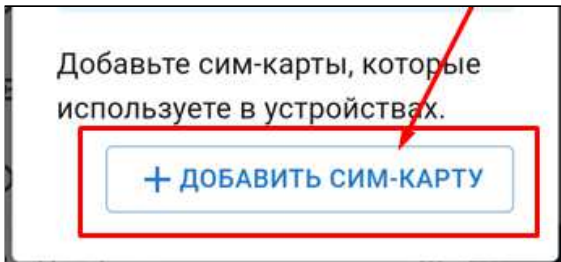 Добавьте сим-карты, которые
используете в устройствах.
+ ДОБАВИТЬ СИМ-КАРТУ